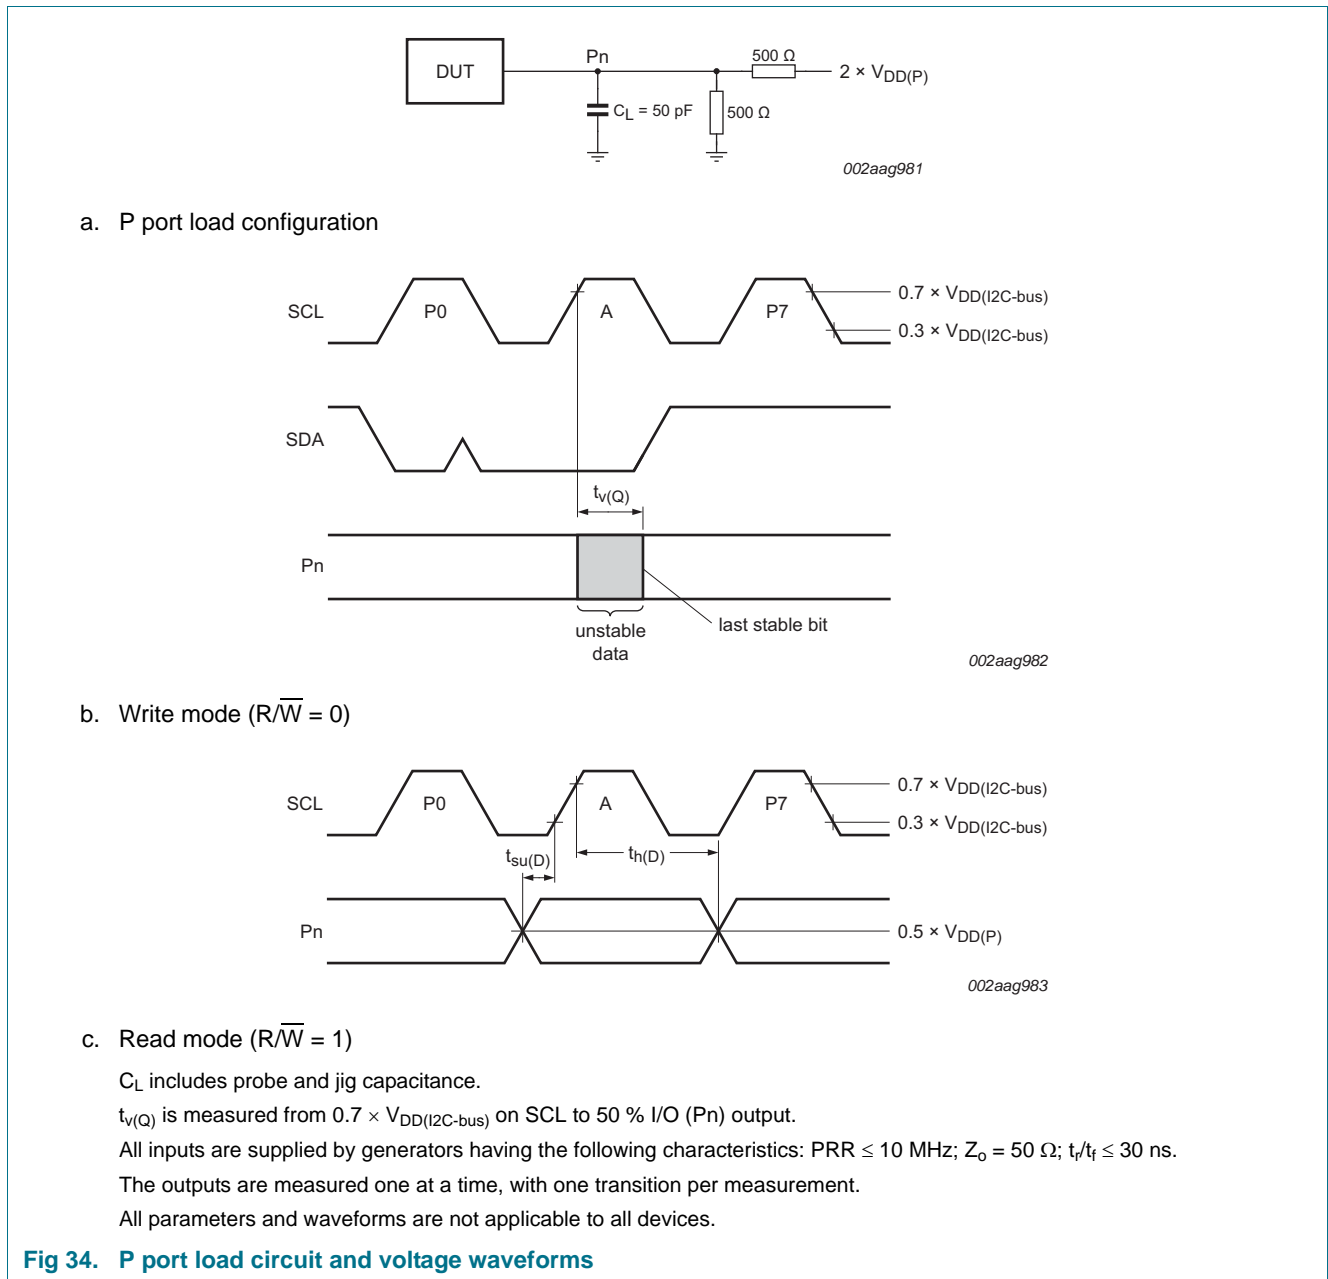 DUT
Pn
500 Ω
2 × VDD(P)
CL = 50 pF
500 Ω
002aag981
a. P port load configuration
SCL
P0
A
P7
0.7 × VDD(I2C-bus)
0.3 × VDD(I2C-bus)
SDA
tv(Q)
Pn
unstable
data
last stable bit
002aag982
b. Write mode (R/W̅ = 0)
SCL
P0
A
P7
0.7 × VDD(I2C-bus)
0.3 × VDD(I2C-bus)
tsu(D)
th(D)
Pn
0.5 × VDD(P)
002aag983
c. Read mode (R/W̅ = 1)
CL includes probe and jig capacitance.
tv(Q) is measured from 0.7 × VDD(I2C-bus) on SCL to 50 % I/O (Pn) output.
All inputs are supplied by generators having the following characteristics: PRR ≤ 10 MHz; Zo = 50 Ω; tr/tf ≤ 30 ns.
The outputs are measured one at a time, with one transition per measurement.
All parameters and waveforms are not applicable to all devices.
Fig 34. P port load circuit and voltage waveforms